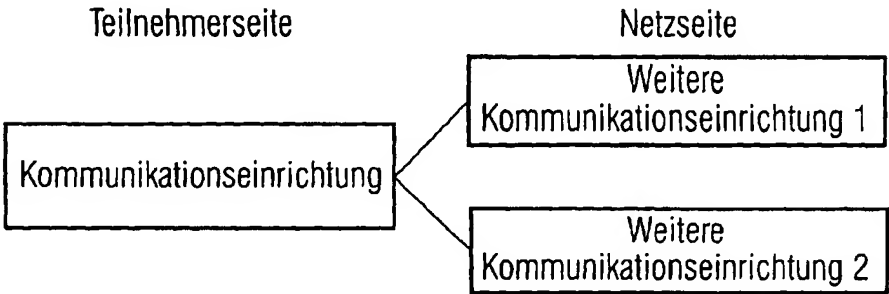 Teilnehmerseite
Netzseite
Weitere
Kommunikationseinrichtung 1
Kommunikationseinrichtung
Weitere
Kommunikationseinrichtung 2